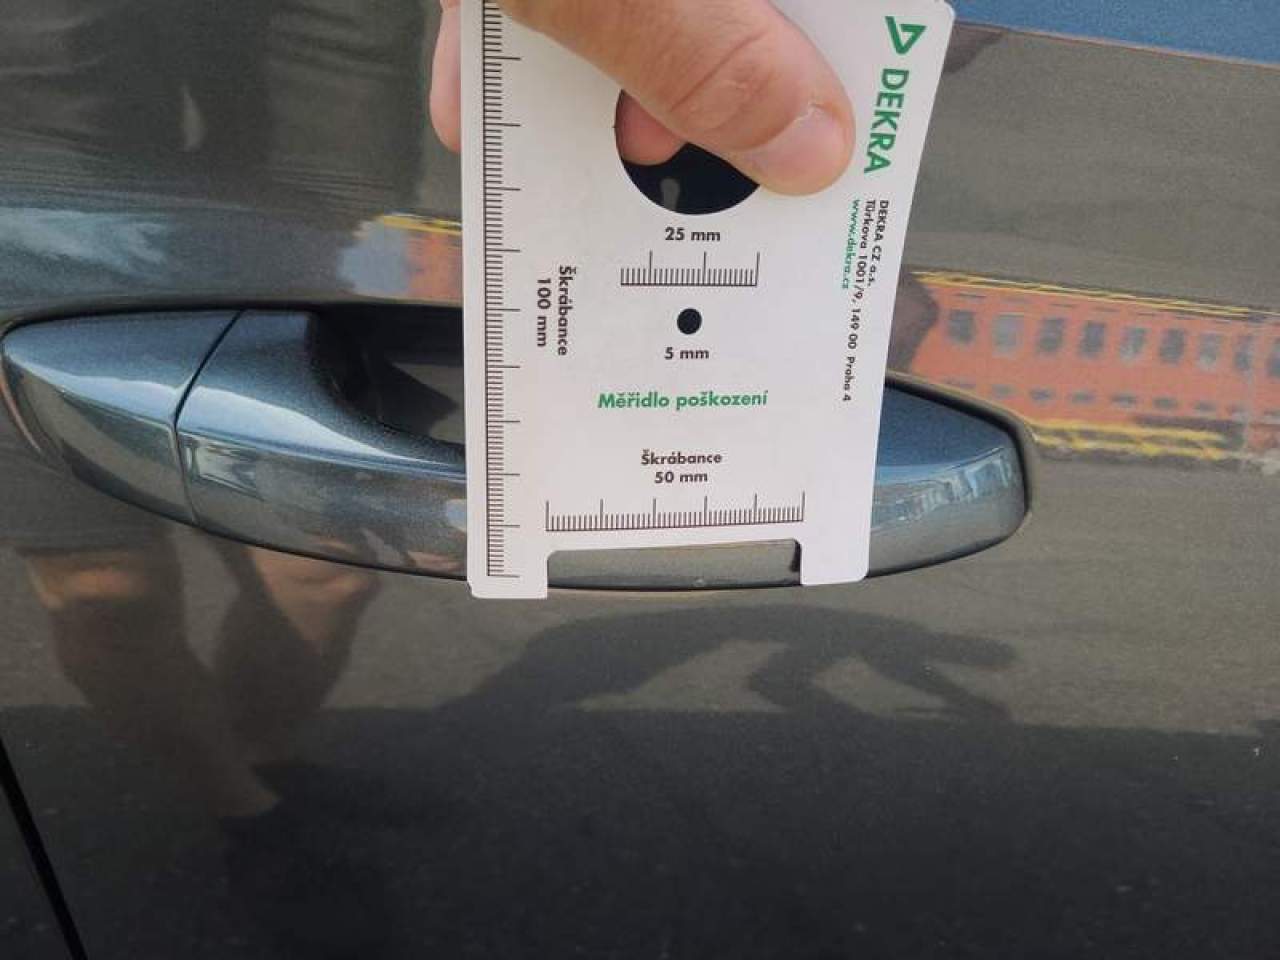 DEKRA
DEKRA CZ a.s.
Türkova 1001/9, 149 00 Praha 4
www.dekra.cz
25 mm
5 mm
Škrábance
100 mm
Měřidlo poškození
Škrábance
50 mm